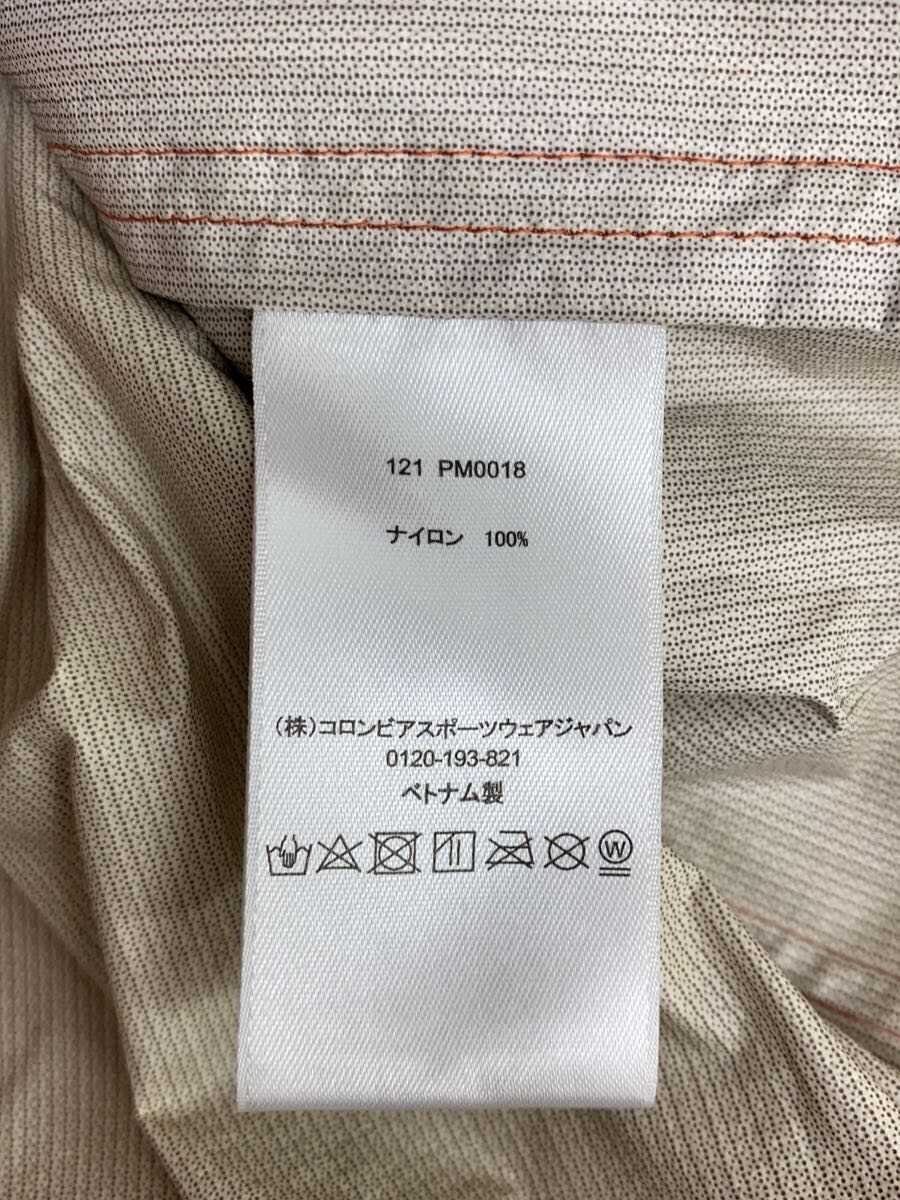 121 PM0018
ナイロン 100%
(株)コロンビアスポーツウェアジャパン
0120-193-821
ベトナム製
W